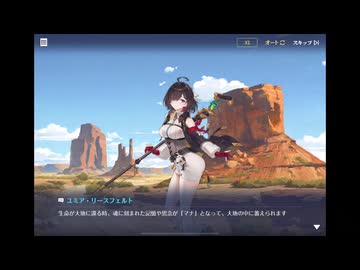 X1 オート スキップ
ユミア・リースフェルト
生命が大地に還る時、魂に刻まれた記憶や思念が「マナ」となって、大地の中に蓄えられます